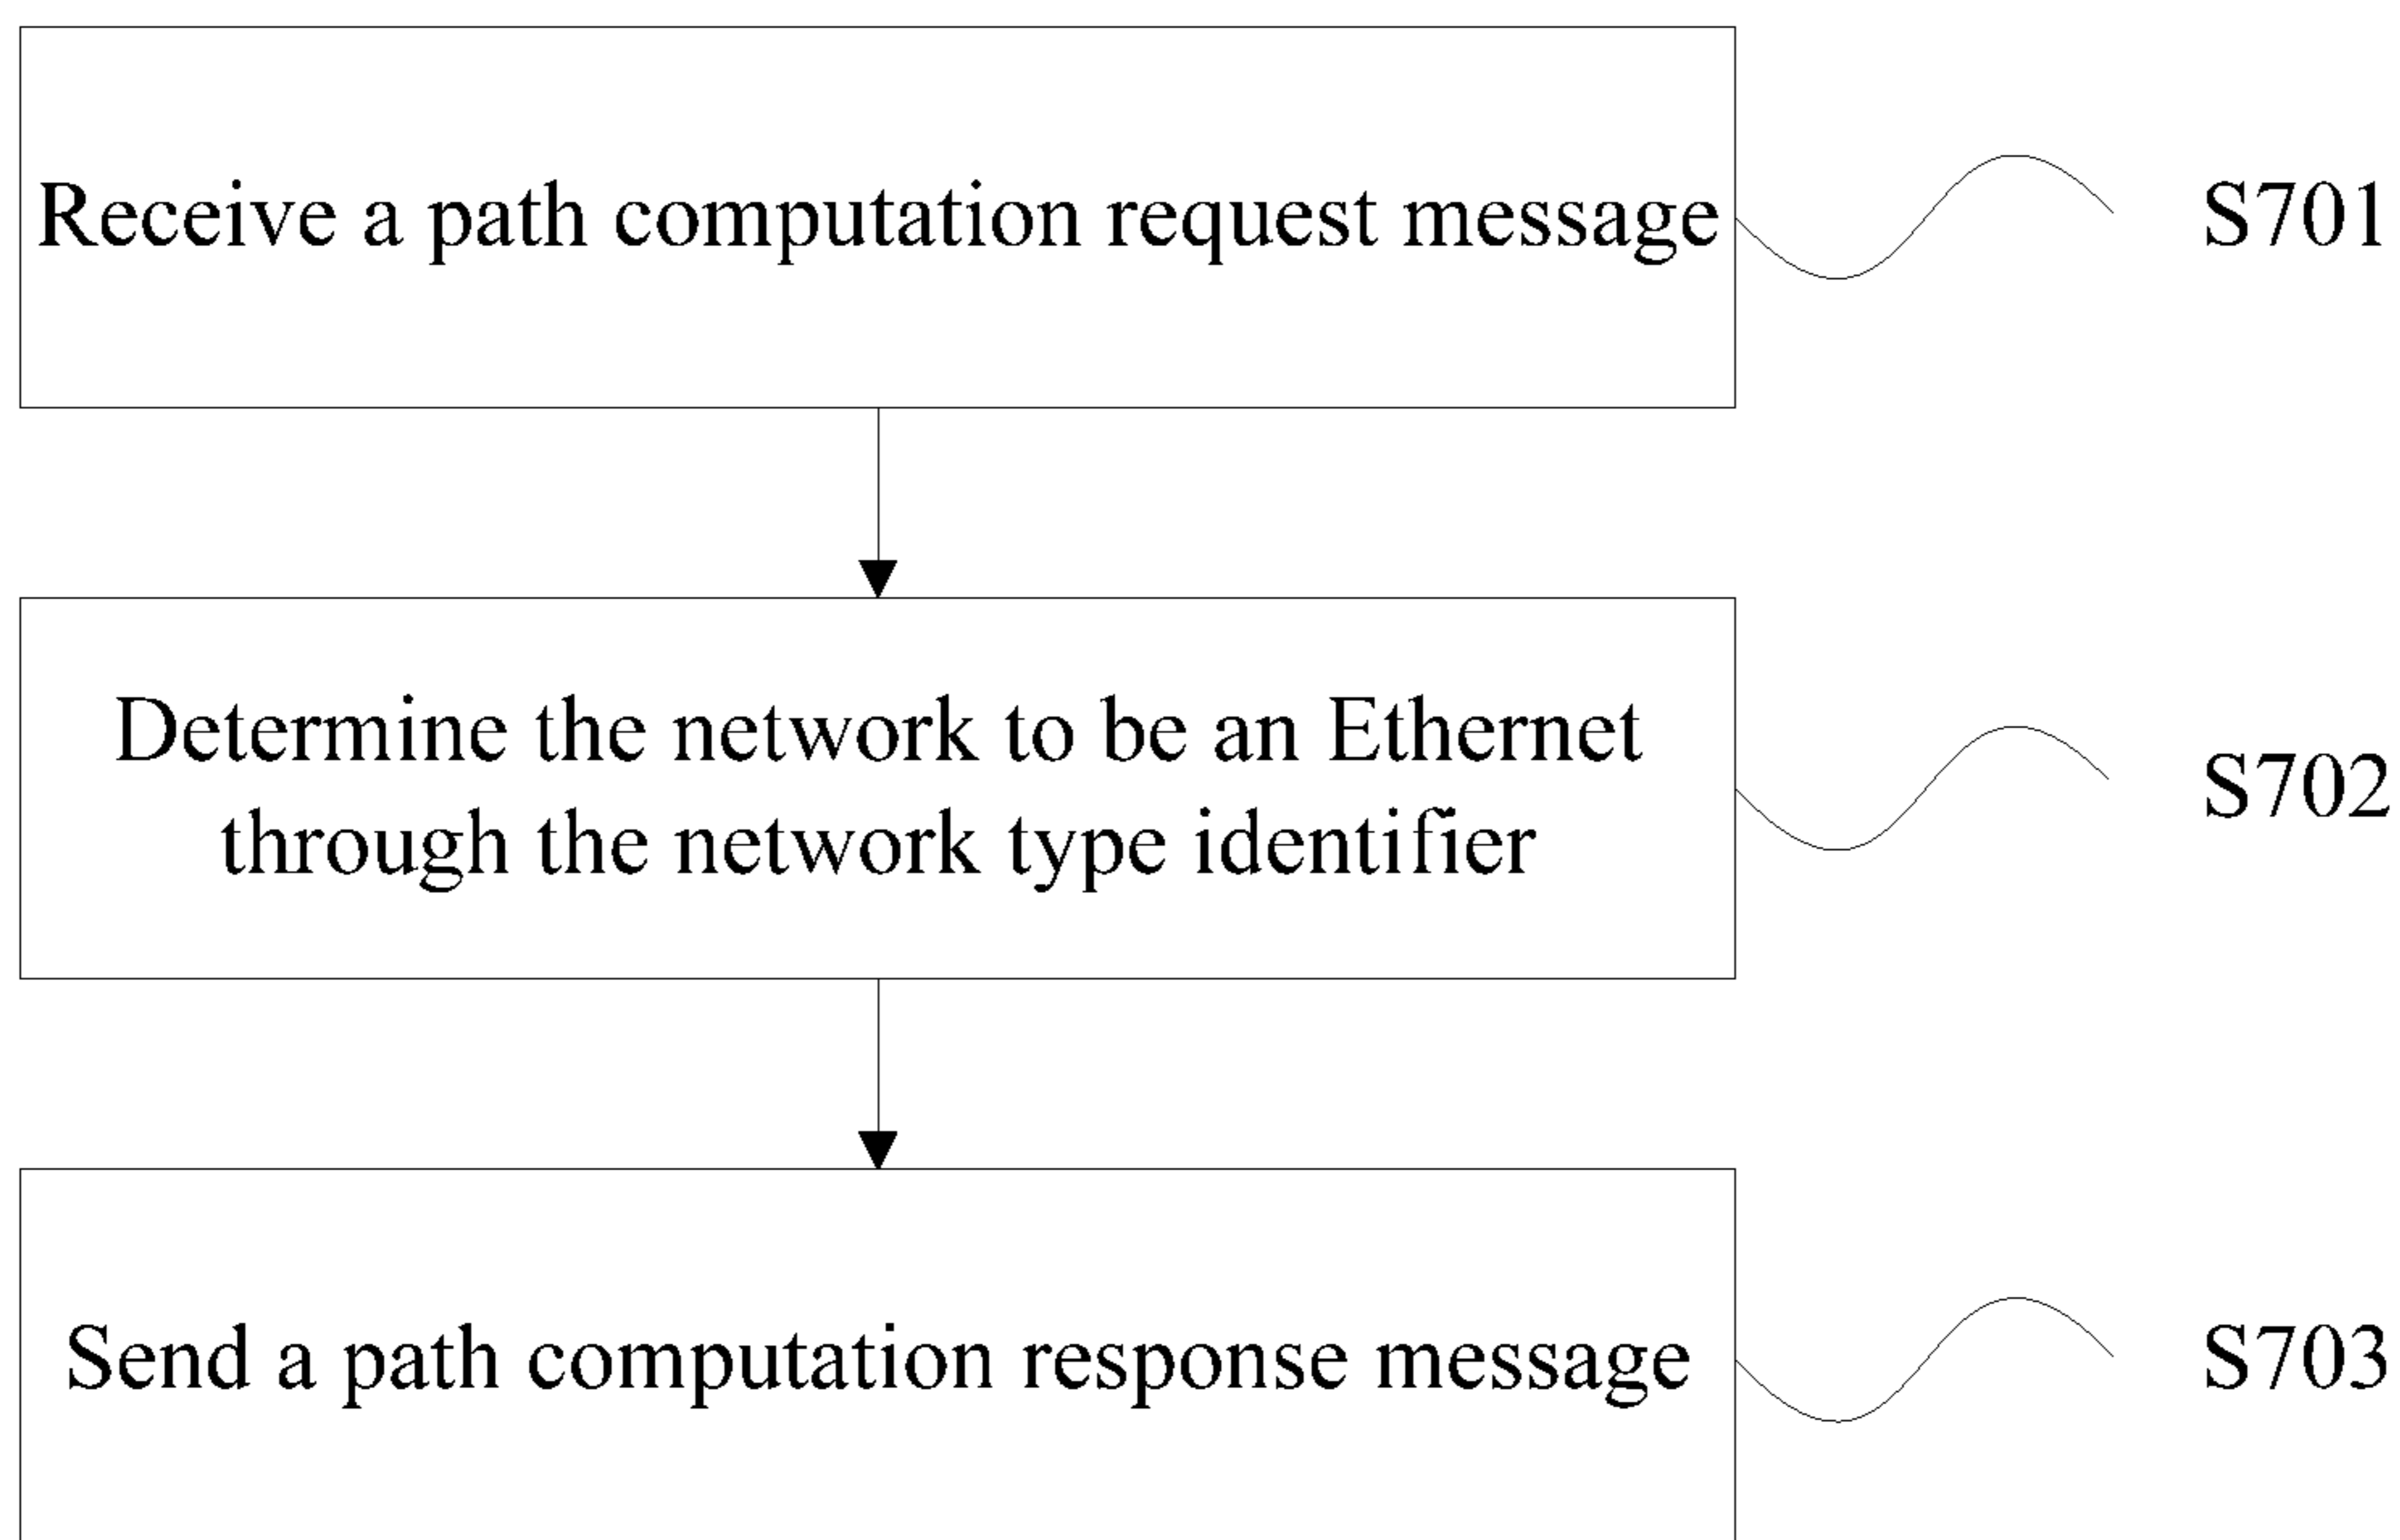 Receive a path computation request message
S701
Determine the network to be an Ethernet
through the network type identifier
S702
Send a path computation response message
S703